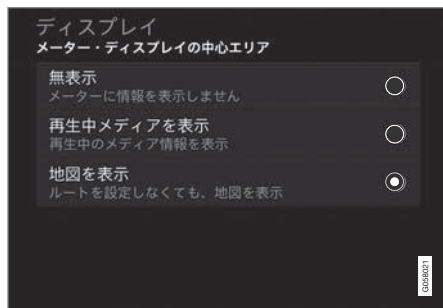 ディスプレイ
メーター・ディスプレイの中心エリア
無表示
メーターに情報を表示しません
再生中メディアを表示
再生中のメディア情報を表示
地図を表示
ルートを設定しなくても、地図を表示
G058021